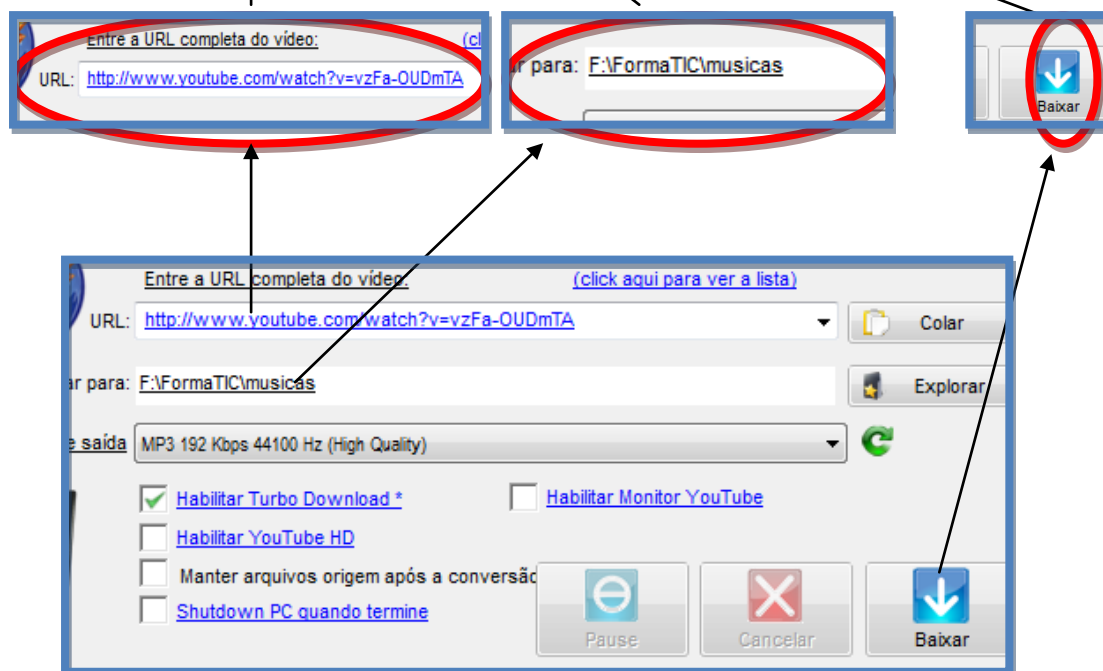 Entre a URL completa do vídeo: (cl
URL: http://www.youtube.com/watch?v=vzFa-OUDmTA
ar para: F:\FormaTIC\musicas
Baixar
Entre a URL completa do vídeo: (click aqui para ver a lista)
URL: http://www.youtube.com/watch?v=vzFa-OUDmTA Colar
ar para: F:\FormaTIC\musicas Explorar
e saída MP3 192 Kbps 44100 Hz (High Quality)
Habilitar Turbo Download * Habilitar Monitor YouTube
Habilitar YouTube HD
Manter arquivos origem após a conversão
Shutdown PC quando termine
Pause Cancelar Baixar